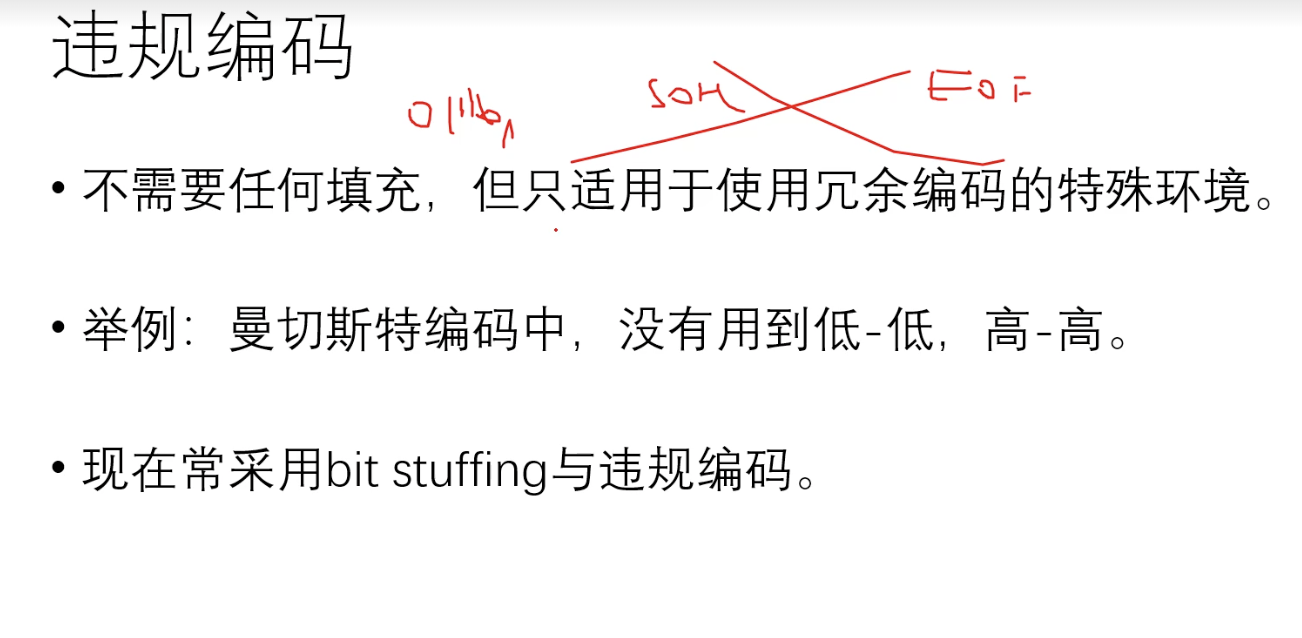 违规编码
SOH EOF
• 不需要任何填充，但只适用于使用冗余编码的特殊环境。
• 举例：曼切斯特编码中，没有用到低-低，高-高。
• 现在常采用bit stuffing与违规编码。